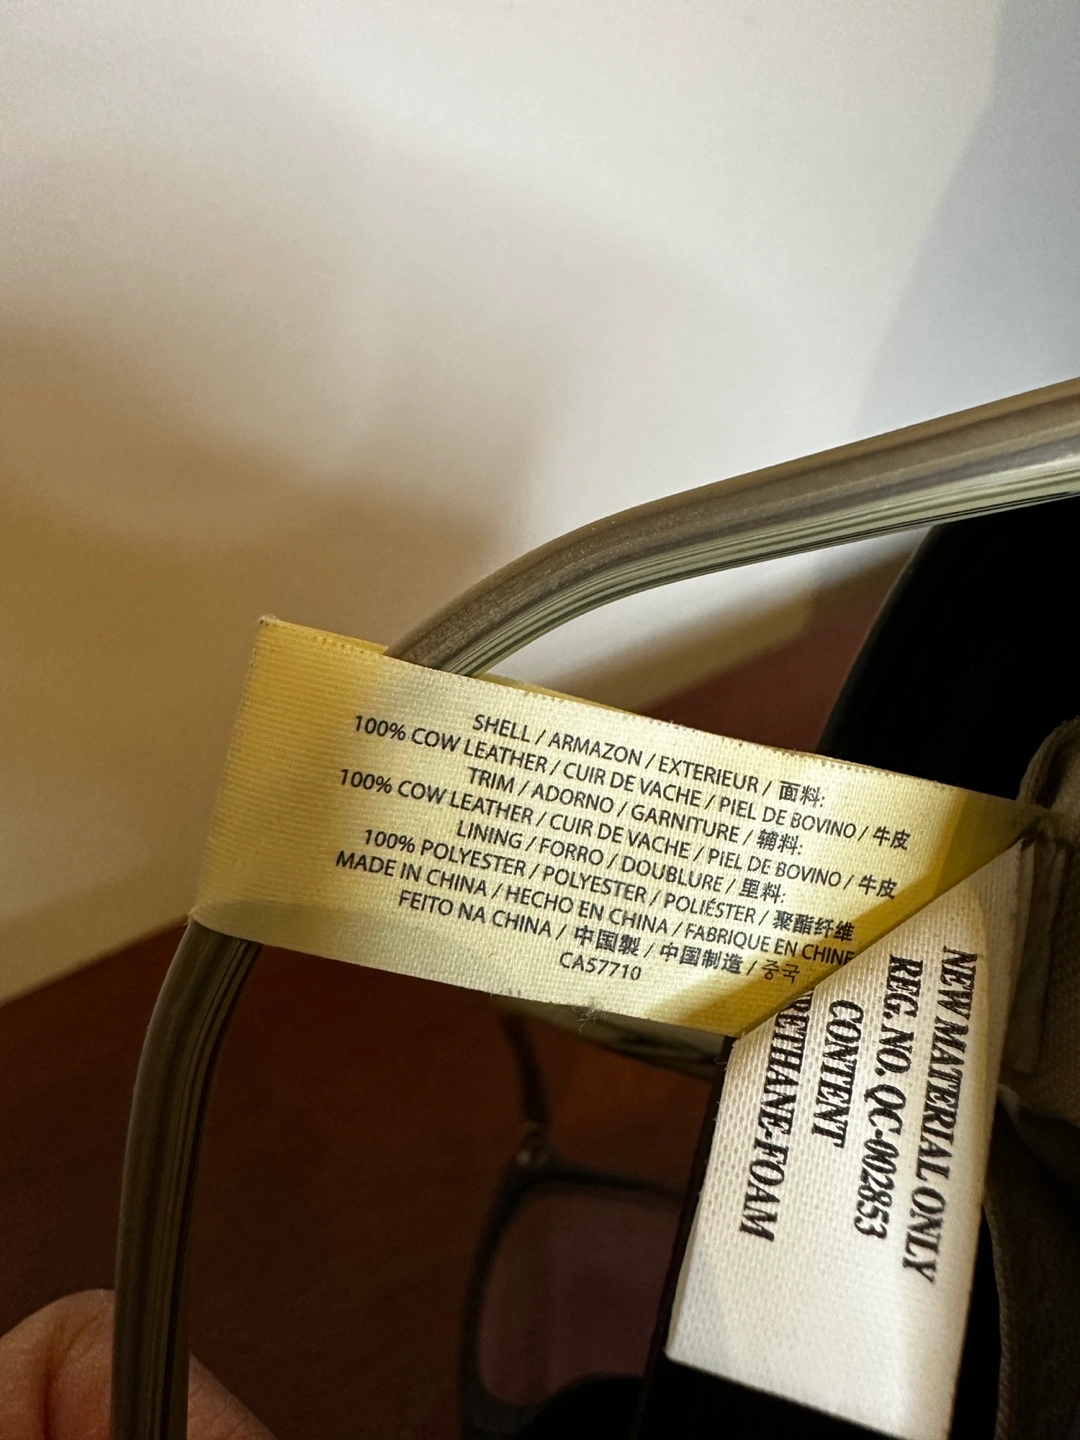 SHELL / ARMAZON / EXTERIEUR / 面料:
100% COW LEATHER / CUIR DE VACHE / PIEL DE BOVINO / 牛皮
TRIM / ADORNO / GARNITURE / 辅料:
100% COW LEATHER / CUIR DE VACHE / PIEL DE BOVINO / 牛皮
LINING / FORRO / DOUBLURE / 里料:
100% POLYESTER / POLYESTER / POLIÉSTER / 聚酯纤维
MADE IN CHINA / HECHO EN CHINA / FABRIQUE EN CHINE
FEITO NA CHINA / 中国製 / 中国制造 / 중국
CA57710
NEW MATERIAL ONLY
REG. NO. QC-002853
CONTENT
URETHANE-FOAM